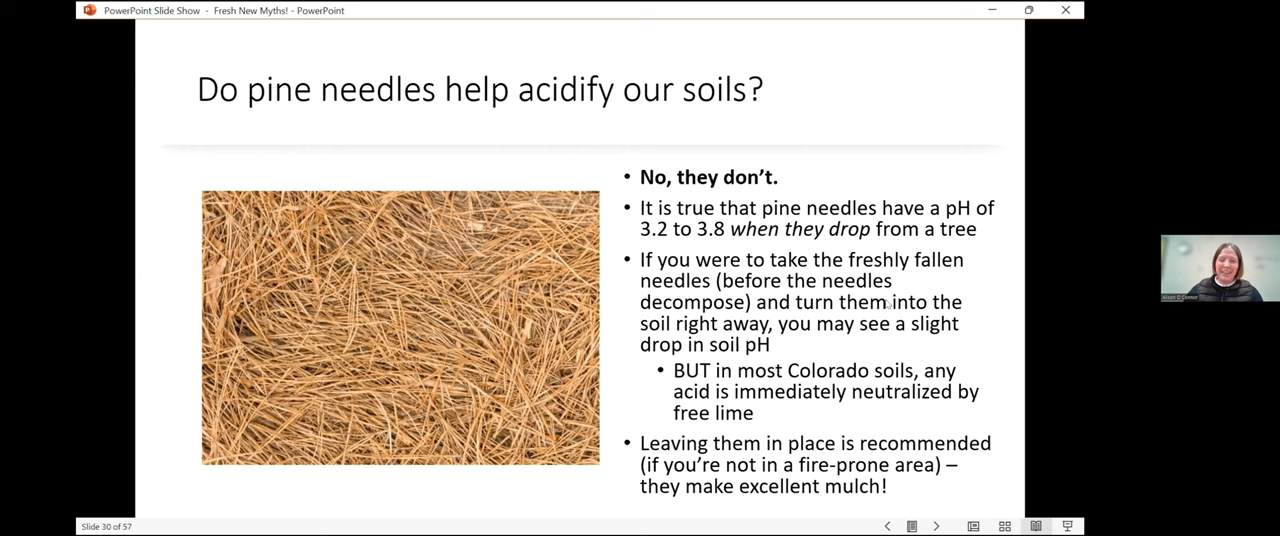 PowerPoint Slide Show - Fresh New Myths! - PowerPoint
Do pine needles help acidify our soils?
• No, they don't.
• It is true that pine needles have a pH of
3.2 to 3.8 when they drop from a tree
• If you were to take the freshly fallen
needles (before the needles
decompose) and turn them into the
soil right away, you may see a slight
drop in soil pH
• BUT in most Colorado soils, any
acid is immediately neutralized by
free lime
• Leaving them in place is recommended
(if you're not in a fire-prone area) –
they make excellent mulch!
Alison O'Connor
Slide 30 of 57